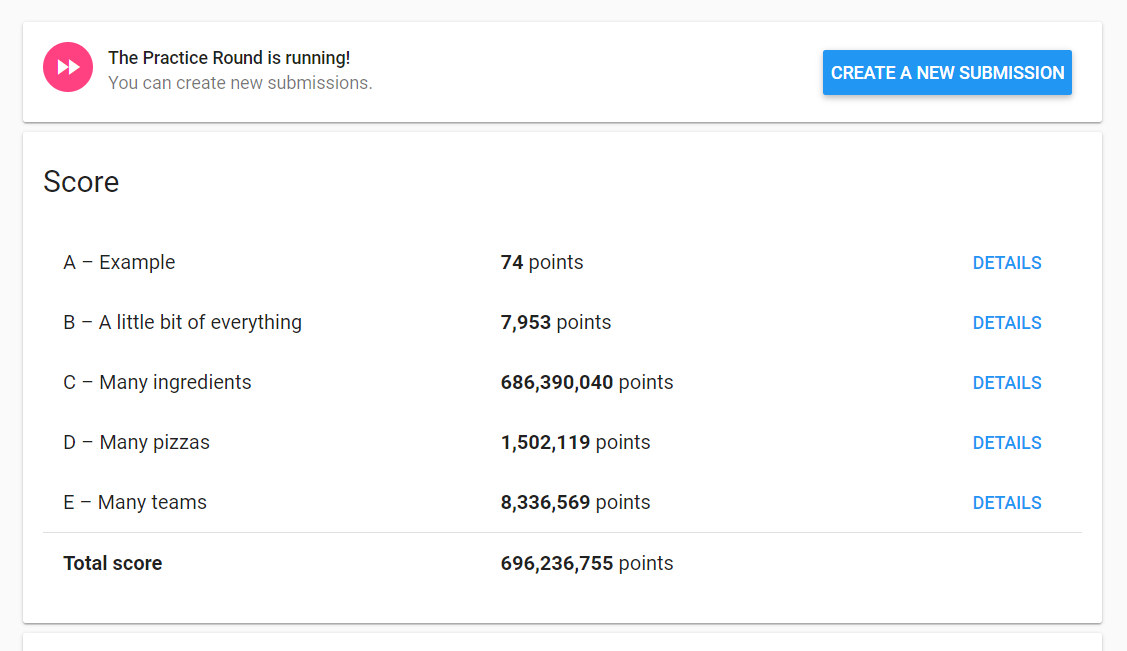 The Practice Round is running!
You can create new submissions.
CREATE A NEW SUBMISSION
Score
A – Example 74 points DETAILS
B – A little bit of everything 7,953 points DETAILS
C – Many ingredients 686,390,040 points DETAILS
D – Many pizzas 1,502,119 points DETAILS
E – Many teams 8,336,569 points DETAILS
Total score 696,236,755 points